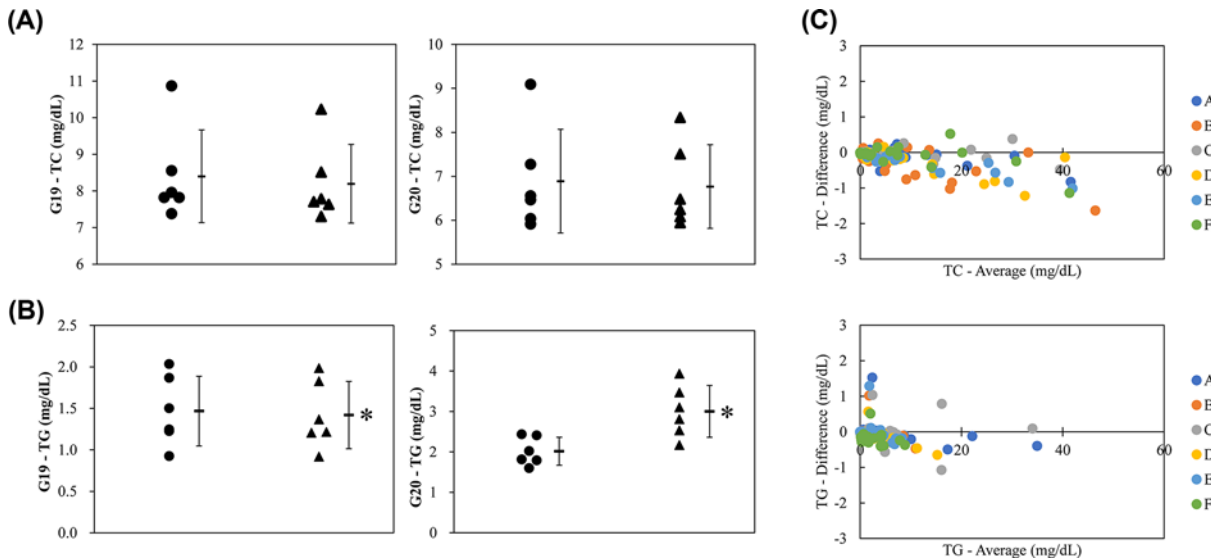 (A)
G19 - TC (mg/dL)
12
11
10
9
8
7
6
5
G20 - TC (mg/dL)
10
9
8
7
6
5
(B)
G19 - TG (mg/dL)
2.5
2.0
1.5
1.0
0.5
0.0
*
G20 - TG (mg/dL)
5
4
3
2
1
0
*
(C)
TC - Difference (mg/dL)
3
2
1
0
-1
-2
-3
0
20
40
60
TC - Average (mg/dL)
A
B
C
D
E
F
TG - Difference (mg/dL)
3
2
1
0
-1
-2
-3
0
20
40
60
TG - Average (mg/dL)
A
B
C
D
E
F